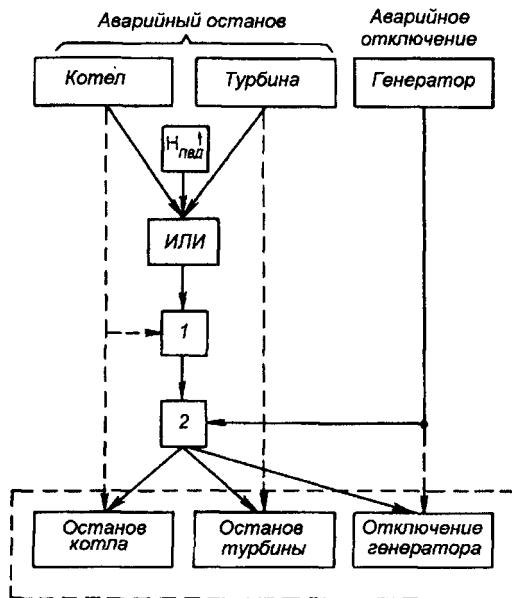 Аварийный останов
Аварийное
отключение
Котел
Турбина
Генератор
Hпвд↑
ИЛИ
1
2
Останов
котла
Останов
турбины
Отключение
генератора